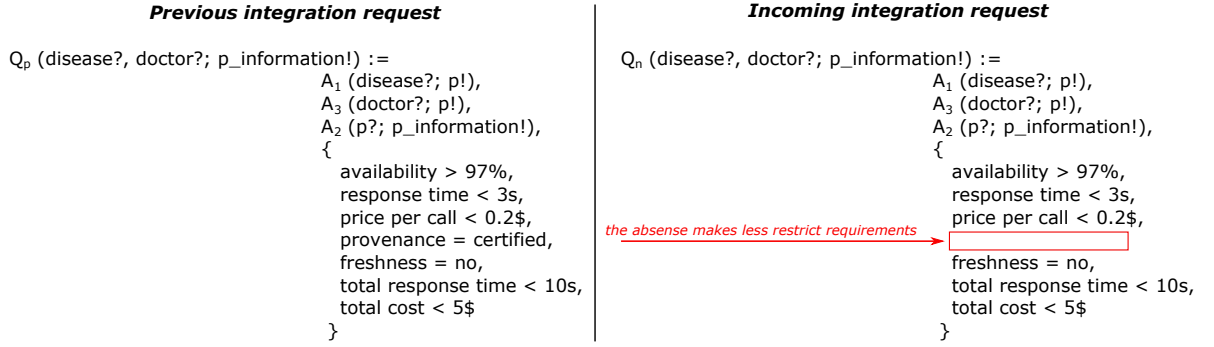 Previous integration request
Qₚ (disease?, doctor?; p_information!) :=
A₁ (disease?; p!),
A₃ (doctor?; p!),
A₂ (p?; p_information!),
{
availability > 97%,
response time < 3s,
price per call < 0.2$,
provenance = certified,
freshness = no,
total response time < 10s,
total cost < 5$
}
Incoming integration request
Qₙ (disease?, doctor?; p_information!) :=
A₁ (disease?; p!),
A₃ (doctor?; p!),
A₂ (p?; p_information!),
{
availability > 97%,
response time < 3s,
price per call < 0.2$,
the absense makes less restrict requirements
freshness = no,
total response time < 10s,
total cost < 5$
}